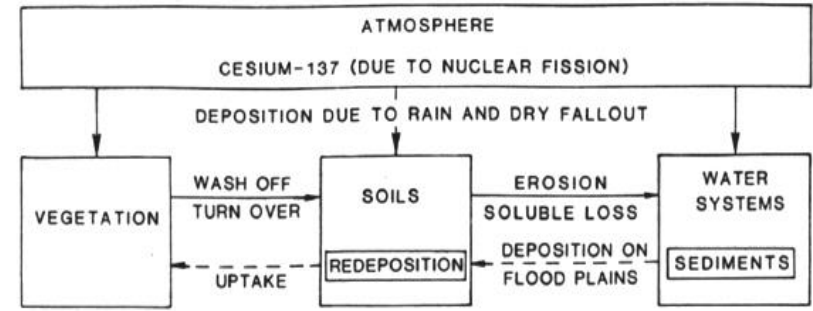 ATMOSPHERE
CESIUM-137 (DUE TO NUCLEAR FISSION)
DEPOSITION DUE TO RAIN AND DRY FALLOUT
VEGETATION
WASH OFF
TURN OVER
UPTAKE
SOILS
REDEPOSITION
EROSION
SOLUBLE LOSS
DEPOSITION ON
FLOOD PLAINS
WATER
SYSTEMS
SEDIMENTS